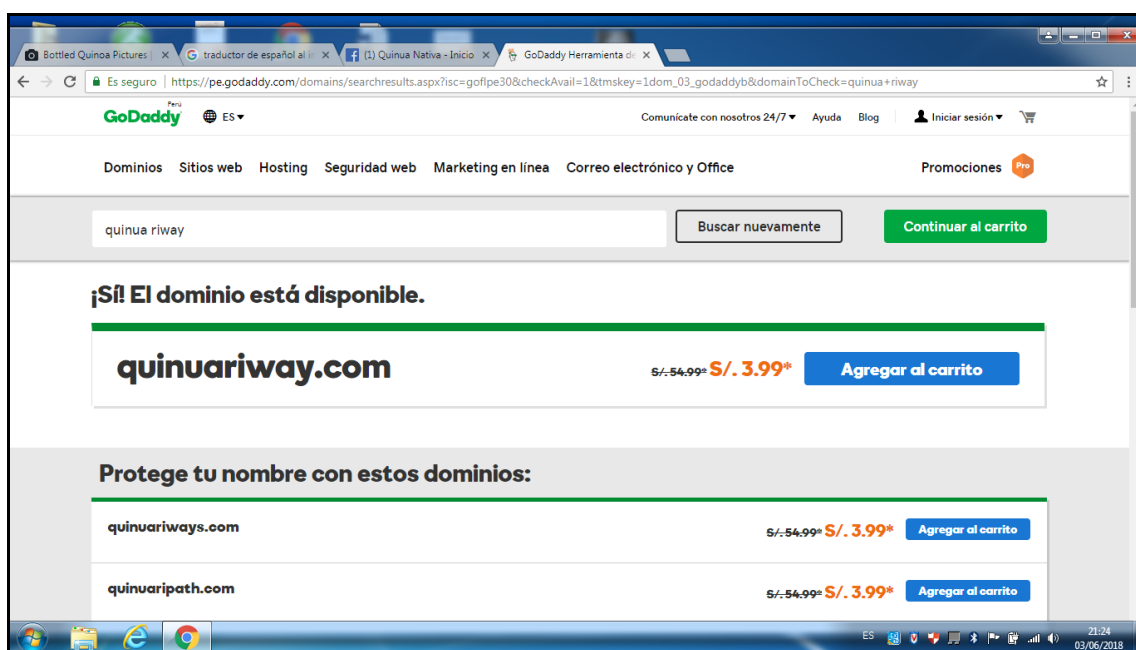 Bottled Quinoa Pictures | traductor de español al in (1) Quinua Nativa - Inicio GoDaddy Herramienta de
Es seguro | https://pe.godaddy.com/domains/searchresults.aspx?isc=goflpe30&checkAvail=1&tmskey=1dom_03_godaddyb&domainToCheck=quinua+riway
Perú
GoDaddy ES Comunícate con nosotros 24/7 Ayuda Blog Iniciar sesión
Dominios Sitios web Hosting Seguridad web Marketing en línea Correo electrónico y Office Promociones Pro
quinua riway Buscar nuevamente Continuar al carrito
¡Sí! El dominio está disponible.
quinuariway.com S/. 54.99* S/. 3.99* Agregar al carrito
Protege tu nombre con estos dominios:
quinuariways.com S/. 54.99* S/. 3.99* Agregar al carrito
quinuaripath.com S/. 54.99* S/. 3.99* Agregar al carrito
ES 21:24
03/06/2018